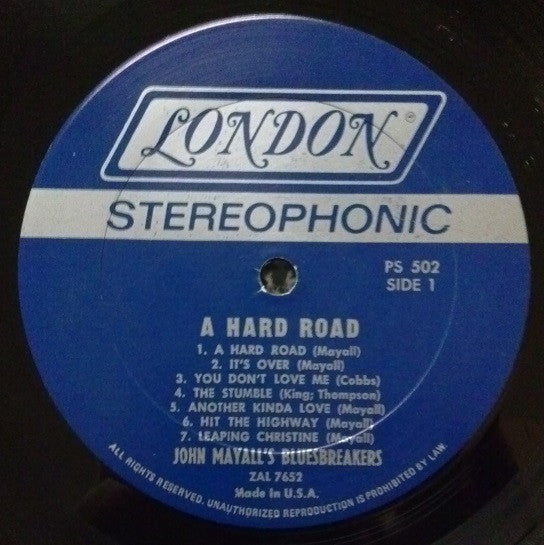 LONDON®
STEREOPHONIC
PS 502
SIDE 1
A HARD ROAD
1. A HARD ROAD (Mayall)
2. IT'S OVER (Mayall)
3. YOU DON'T LOVE ME (Cobbs)
4. THE STUMBLE (King; Thompson)
5. ANOTHER KINDA LOVE (Mayall)
6. HIT THE HIGHWAY (Mayall)
7. LEAPING CHRISTINE (Mayall)
JOHN MAYALL'S BLUESBREAKERS
ZAL 7652
Made in U.S.A.
ALL RIGHTS RESERVED. UNAUTHORIZED REPRODUCTION IS PROHIBITED BY LAW.